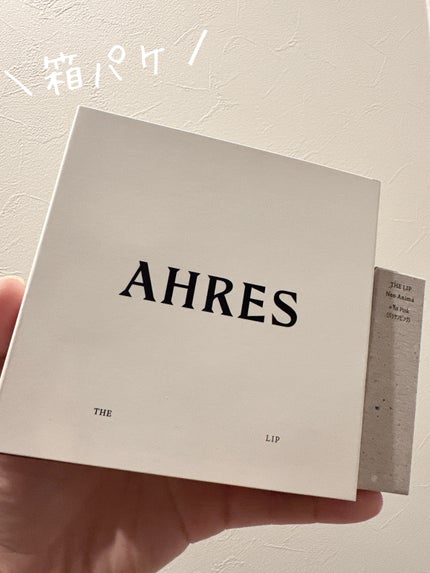 \ 箱パケ /
AHRES
THE
LIP
THE LIP
Neo Anima